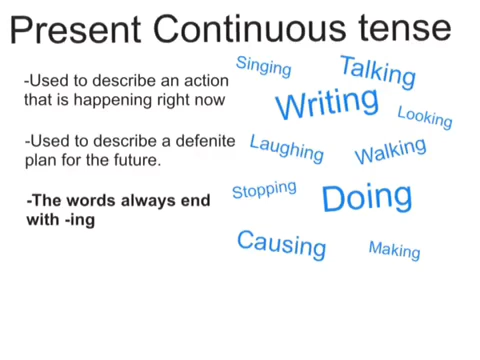 Present Continuous tense
-Used to describe an action
that is happening right now
-Used to describe a defenite
plan for the future.
-The words always end
with -ing
Singing
Talking
Writing
Looking
Laughing
Walking
Stopping
Doing
Causing
Making